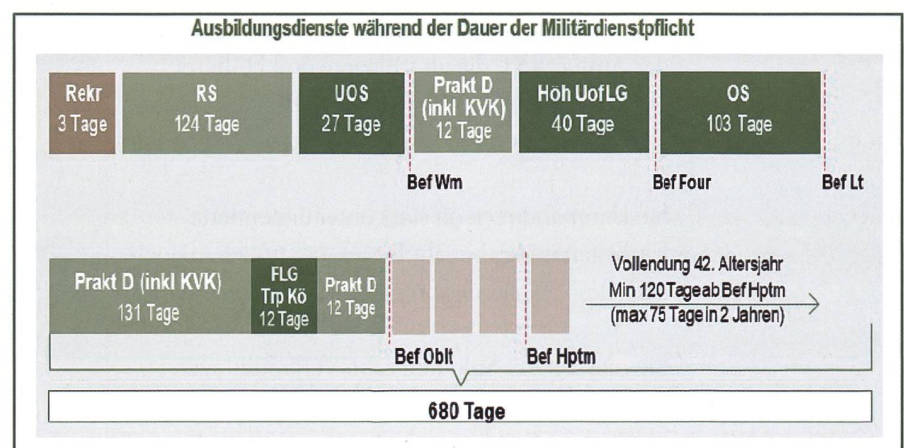 Ausbildungsdienste während der Dauer der Militärdienstpflicht
Rekr
3 Tage
RS
124 Tage
UOS
27 Tage
Prakt D
(inkl KVK)
12 Tage
Höh Uof LG
40 Tage
OS
103 Tage
Bef Wm
Bef Four
Bef Lt
Prakt D (inkl KVK)
131 Tage
FLG
Trp Kö
12 Tage
Prakt D
12 Tage
Bef Oblt
Bef Hptm
Vollendung 42. Altersjahr
Min 120 Tage ab Bef Hptm
(max 75 Tage in 2 Jahren)
680 Tage